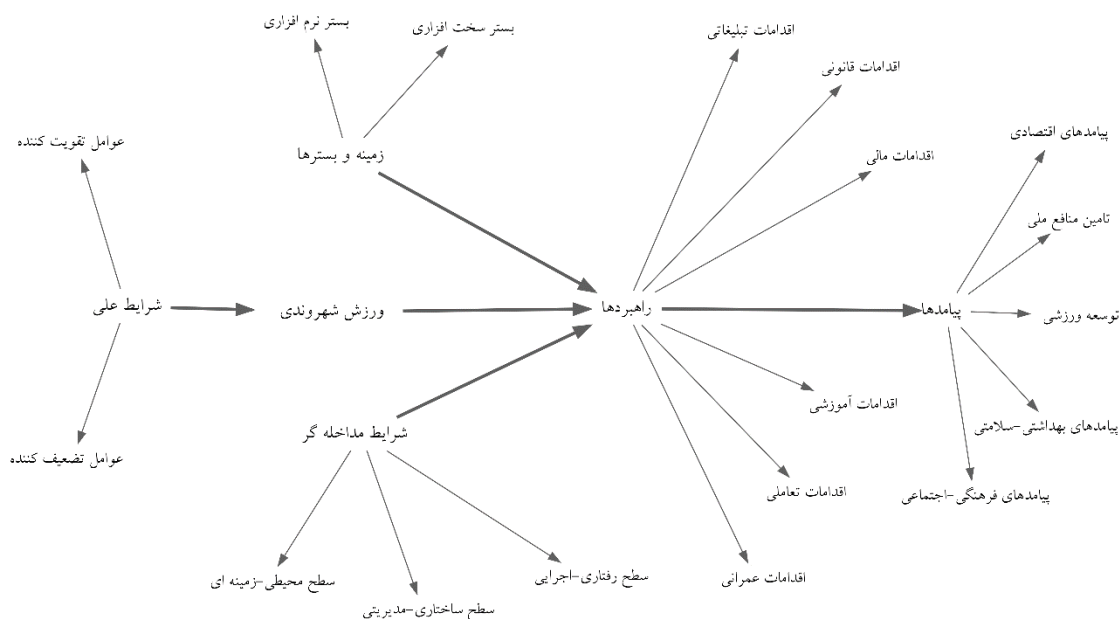 اقدامات تبلیغاتی
بستر نرم افزاری
بستر سخت افزاری
اقدامات قانونی
پیامدهای اقتصادی
عوامل تقویت کننده
زمینه و بسترها
اقدامات مالی
تامین منافع ملی
شرایط علی
ورزش شهروندی
راهبردها
پیامدها
توسعه ورزشی
اقدامات آموزشی
پیامدهای بهداشتی-سلامتی
شرایط مداخله گر
عوامل تضعیف کننده
اقدامات تعاملی
پیامدهای فرهنگی-اجتماعی
سطح محیطی-زمینه ای
سطح رفتاری-اجرایی
اقدامات عمرانی
سطح ساختاری-مدیریتی